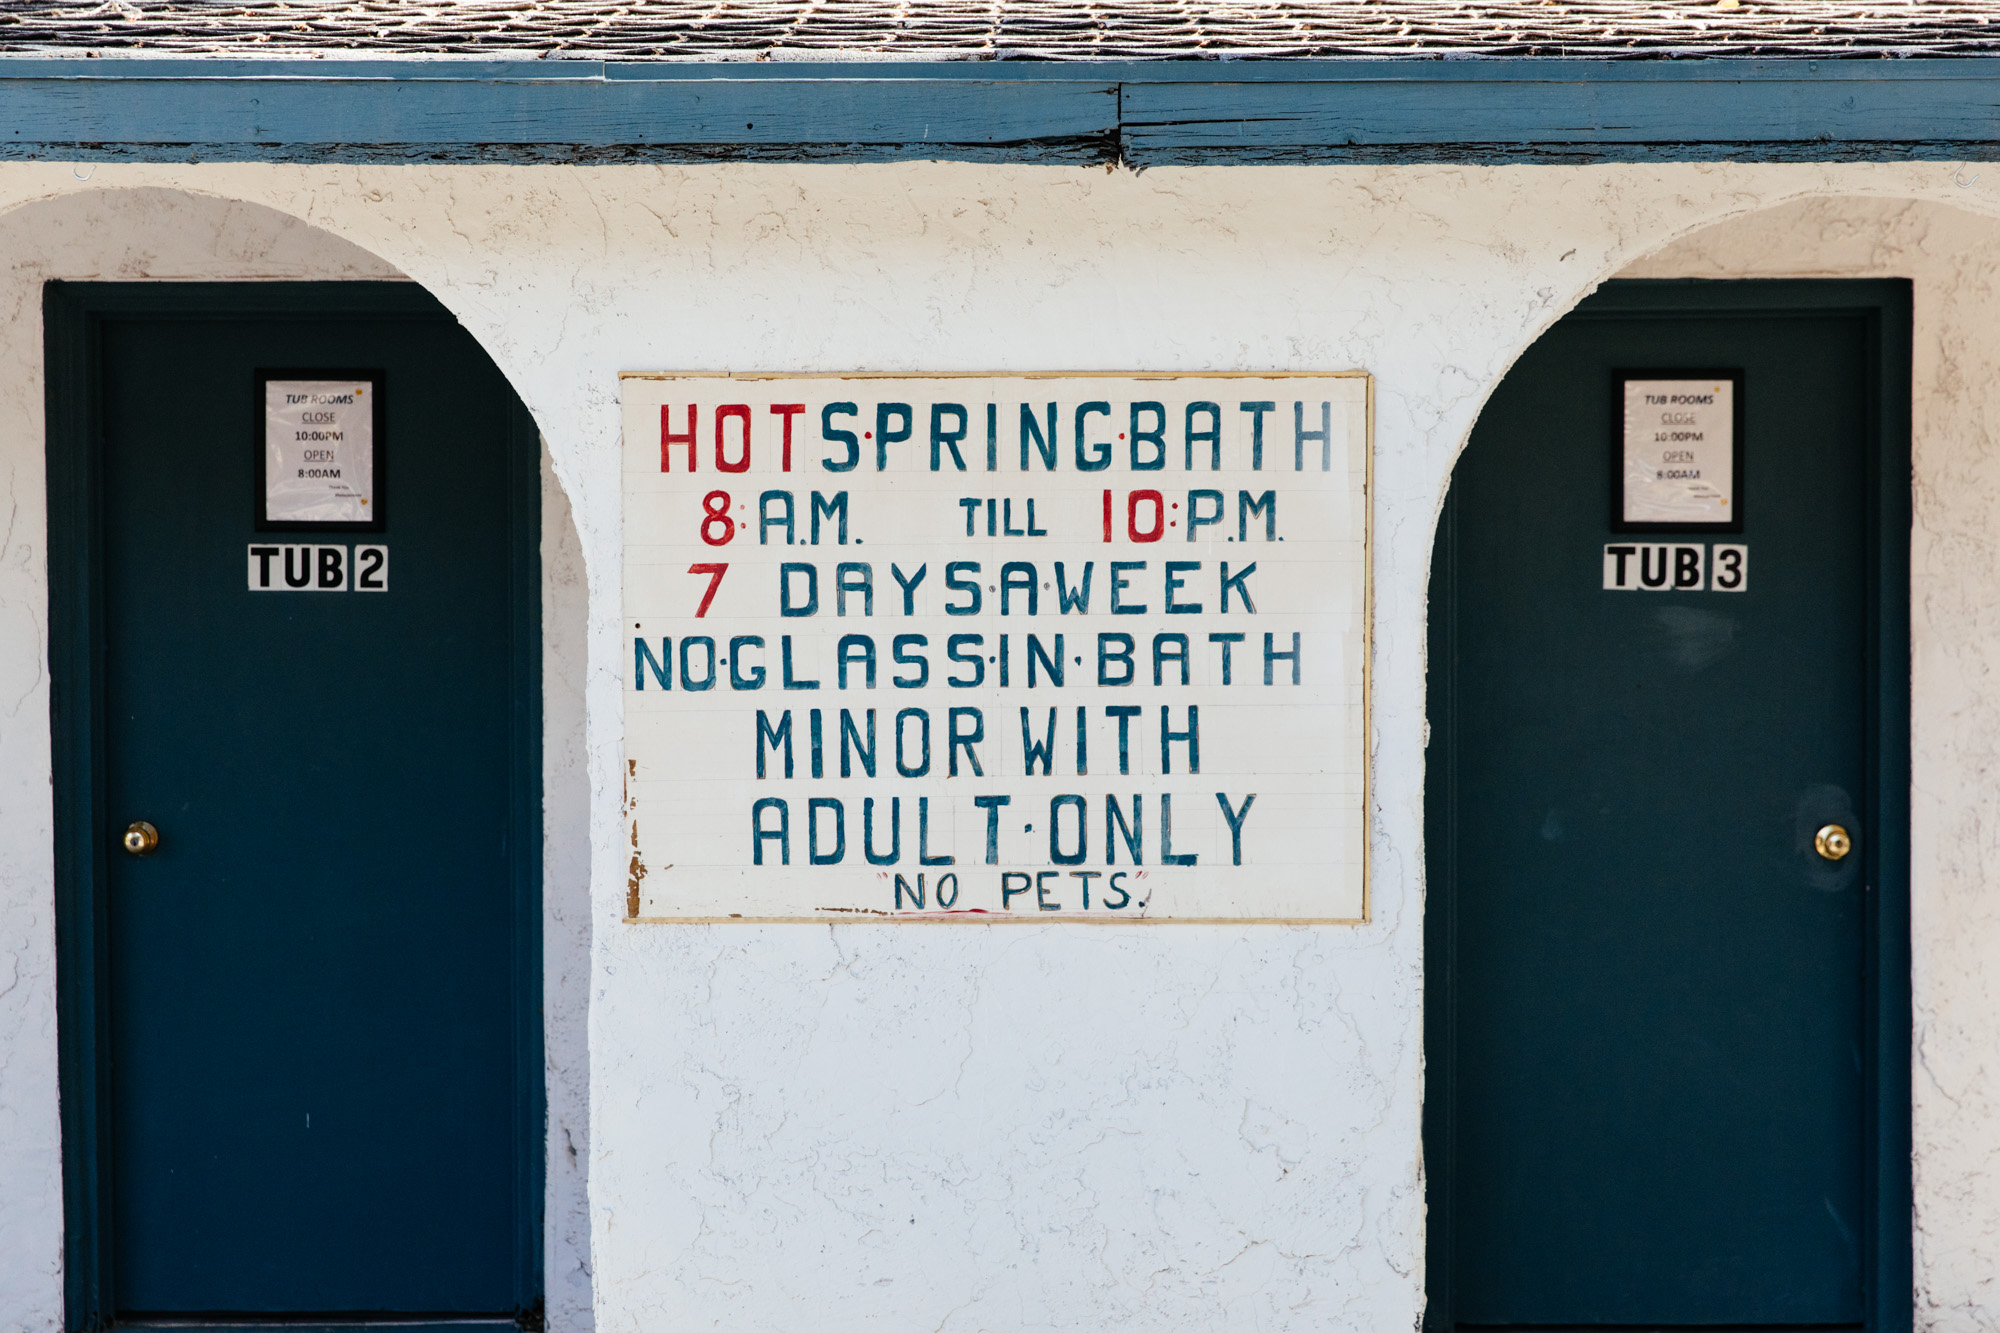 HOT SPRING·BATH
8:A.M. TILL 10:P.M.
7 DAYS·A·WEEK
NO·GLASS·IN·BATH
MINOR WITH
ADULT·ONLY
"NO PETS."
TUB ROOMS
CLOSE
10:00PM
OPEN
8:00AM
TUB 2
TUB ROOMS
CLOSE
10:00PM
OPEN
8:00AM
TUB 3